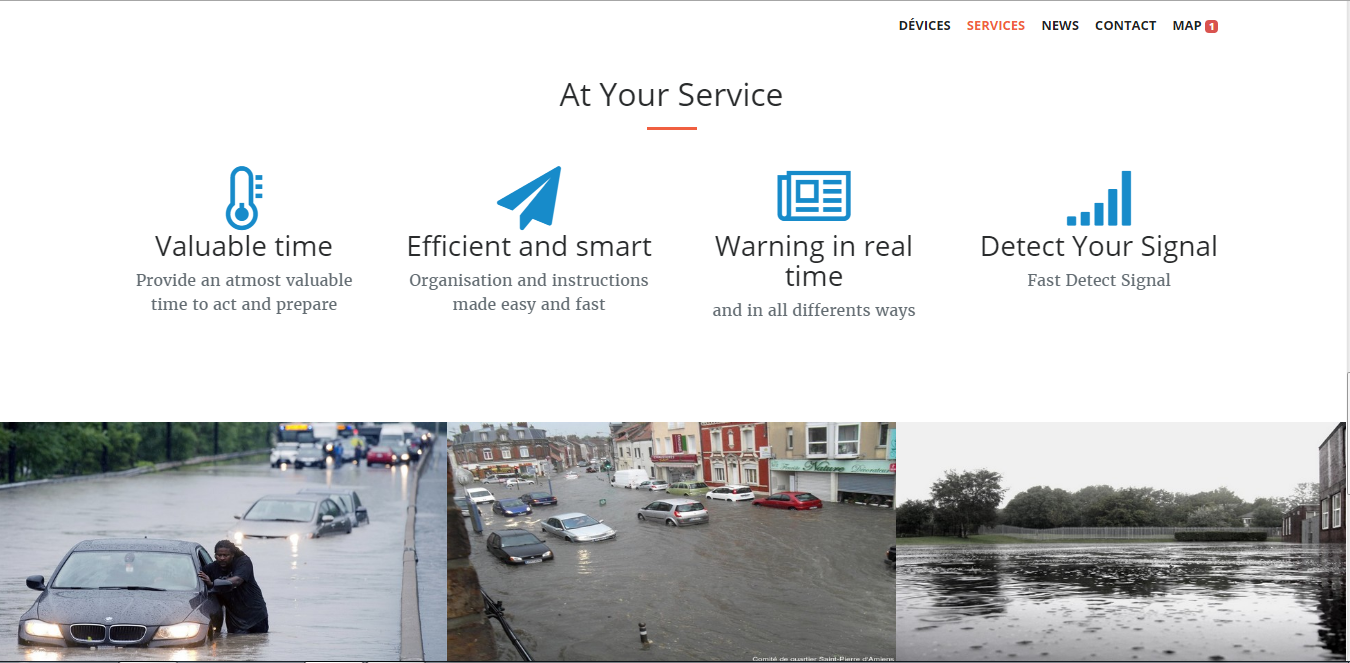 DÉVICES SERVICES NEWS CONTACT MAP 1
At Your Service
Valuable time
Provide an atmost valuable
time to act and prepare
Efficient and smart
Organisation and instructions
made easy and fast
Warning in real
time
and in all differents ways
Detect Your Signal
Fast Detect Signal
Nature
Comité de quartier Saint-Pierre d'Amiens